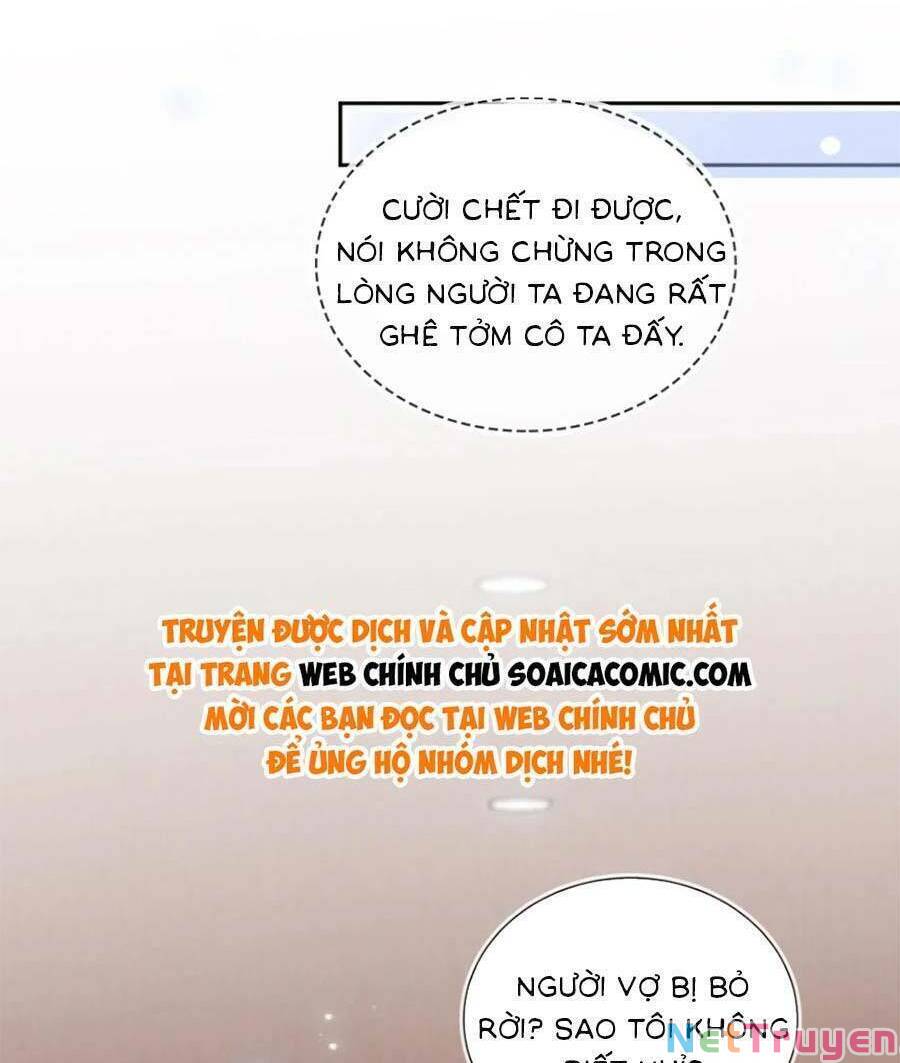 CƯỜI CHẾT ĐI ĐƯỢC,
NÓI KHÔNG CHỪNG TRONG
LÒNG NGƯỜI TA ĐANG RẤT
GHÊ TỞM CÔ TA ĐẤY.
TRUYỆN ĐƯỢC DỊCH VÀ CẬP NHẬT SỚM NHẤT
TẠI TRANG WEB CHÍNH CHỦ SOAICACOMIC.COM
MỜI CÁC BẠN ĐỌC TẠI WEB CHÍNH CHỦ
ĐỂ ỦNG HỘ NHÓM DỊCH NHÉ!
NGƯỜI VỢ BỊ BỎ
RƠI? SAO TÔI KHÔNG
NetTruyen